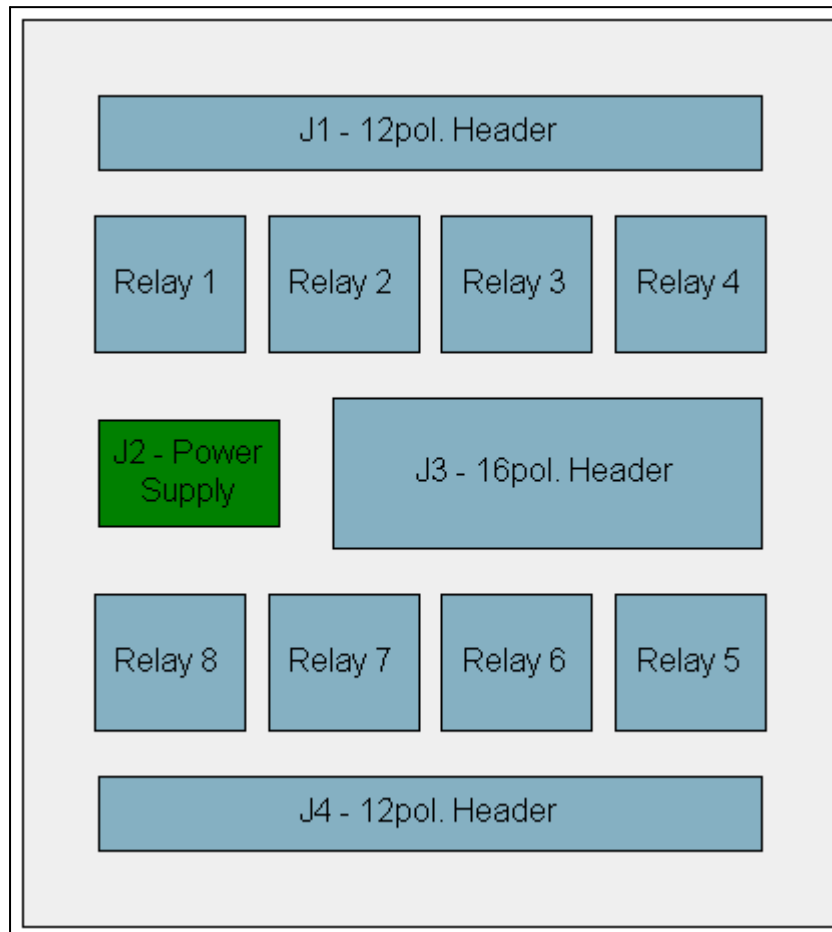 J1 - 12pol. Header
Relay 1
Relay 2
Relay 3
Relay 4
J2 - Power
Supply
J3 - 16pol. Header
Relay 8
Relay 7
Relay 6
Relay 5
J4 - 12pol. Header